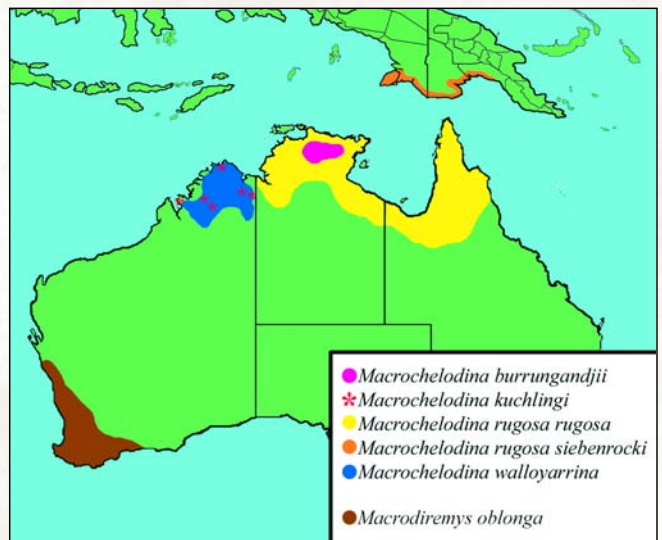 Macrochelodina burrungandjii
Macrochelodina kuchlingi
Macrochelodina rugosa rugosa
Macrochelodina rugosa siebenrocki
Macrochelodina walloyarrina
Macrodiremys oblonga